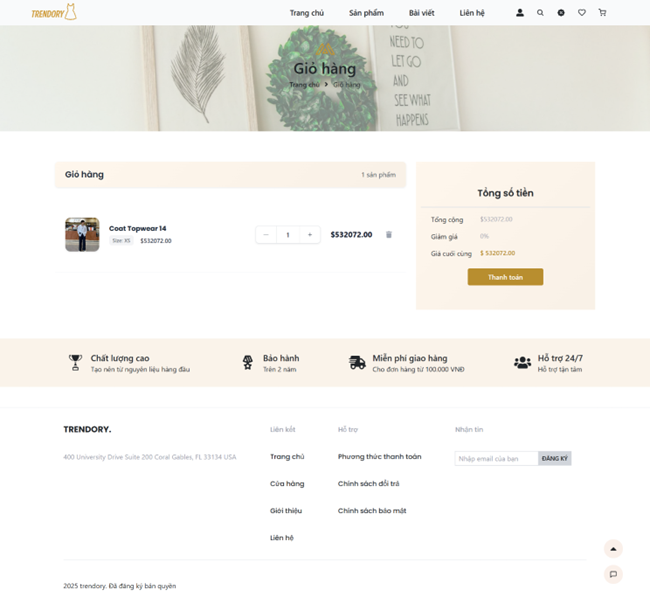 TRENDORY
Trang chủ Sản phẩm Bài viết Liên hệ
YOU
NEED TO
LET GO
AND
SEE WHAT
HAPPENS
Giỏ hàng
Trang chủ > Giỏ hàng
Giỏ hàng 1 sản phẩm
Coat Topwear 14
Size: XS $532072.00
− 1 + $532072.00
Tổng số tiền
Tổng cộng $532072.00
Giảm giá 0%
Giá cuối cùng $ 532072.00
Thanh toán
Chất lượng cao
Tạo nên từ nguyên liệu hàng đầu
Bảo hành
Trên 2 năm
Miễn phí giao hàng
Cho đơn hàng từ 100.000 VNĐ
Hỗ trợ 24/7
Hỗ trợ tận tâm
TRENDORY.
400 University Drive Suite 200 Coral Gables, FL 33134 USA
Liên kết
Trang chủ
Cửa hàng
Giới thiệu
Liên hệ
Hỗ trợ
Phương thức thanh toán
Chính sách đổi trả
Chính sách bảo mật
Nhận tin
Nhập email của bạn ĐĂNG KÝ
2025 trendory. Đã đăng ký bản quyền